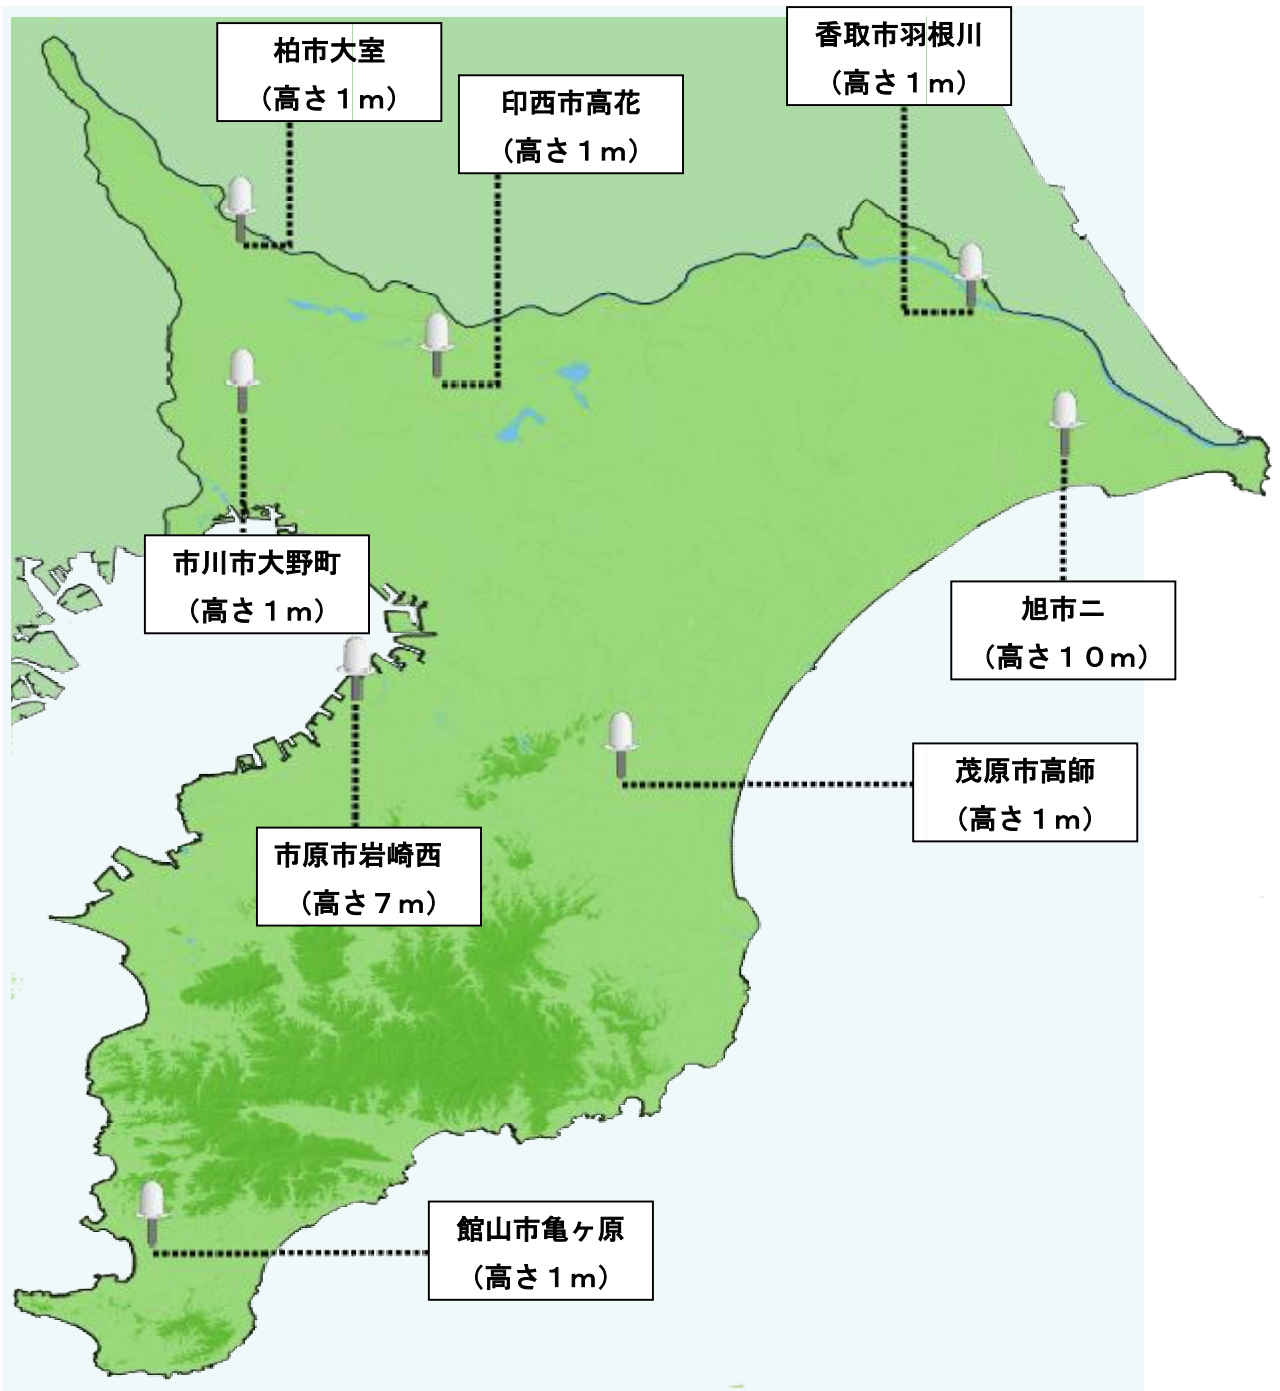 柏市大室
（高さ１ｍ）
印西市高花
（高さ１ｍ）
香取市羽根川
（高さ１ｍ）
市川市大野町
（高さ１ｍ）
旭市ニ
（高さ１０ｍ）
茂原市高師
（高さ１ｍ）
市原市岩崎西
（高さ７ｍ）
館山市亀ヶ原
（高さ１ｍ）